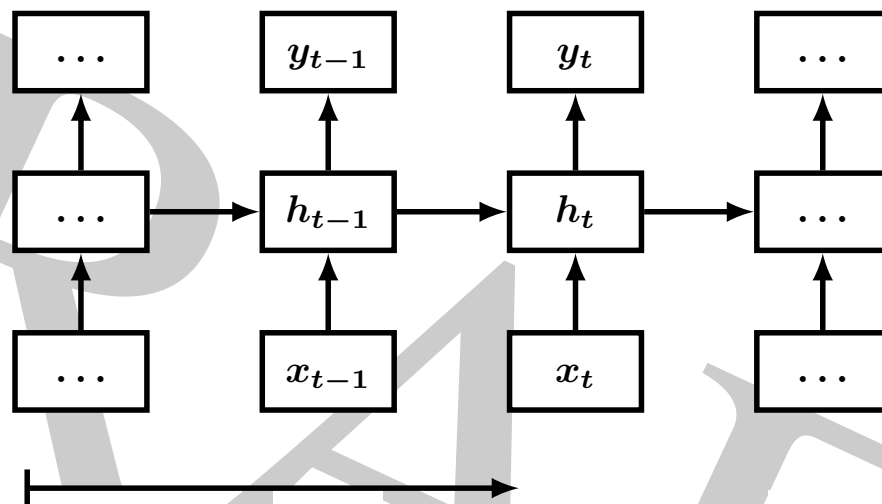 ... y_{t-1} y_t ...
... h_{t-1} h_t ...
... x_{t-1} x_t ...